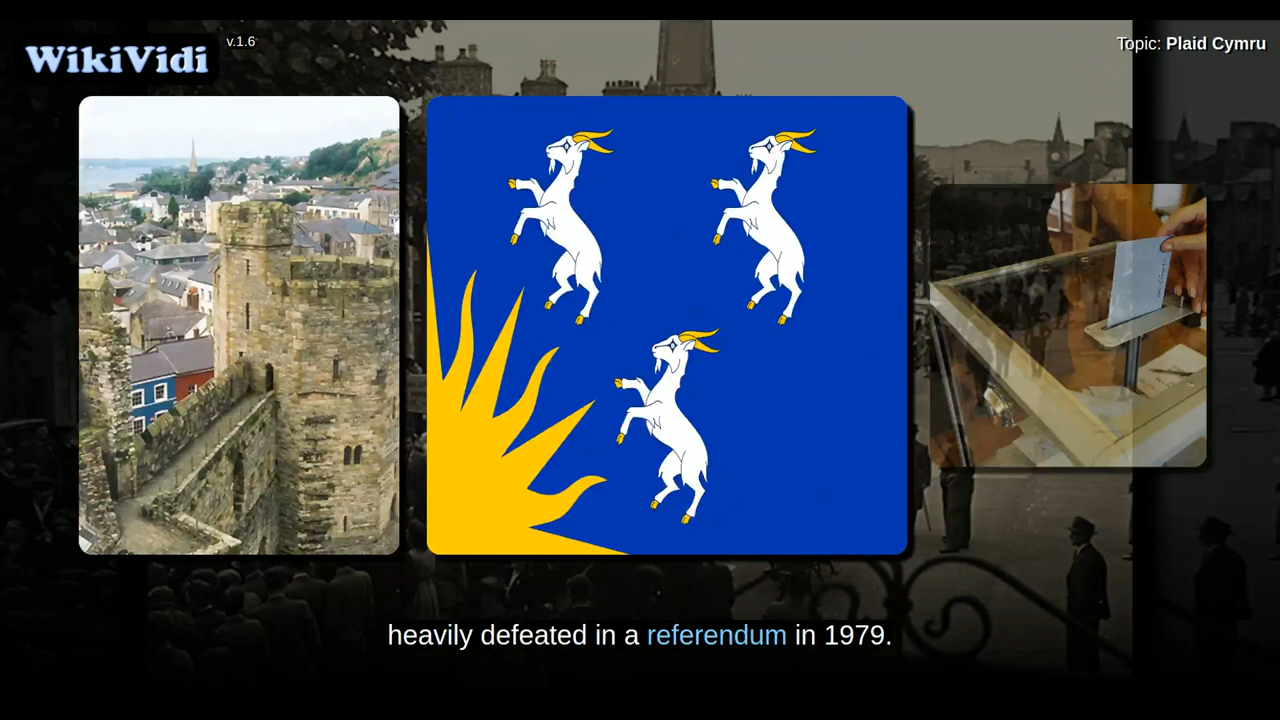 WikiVidi
v.1.6
Topic: Plaid Cymru
heavily defeated in a referendum in 1979.